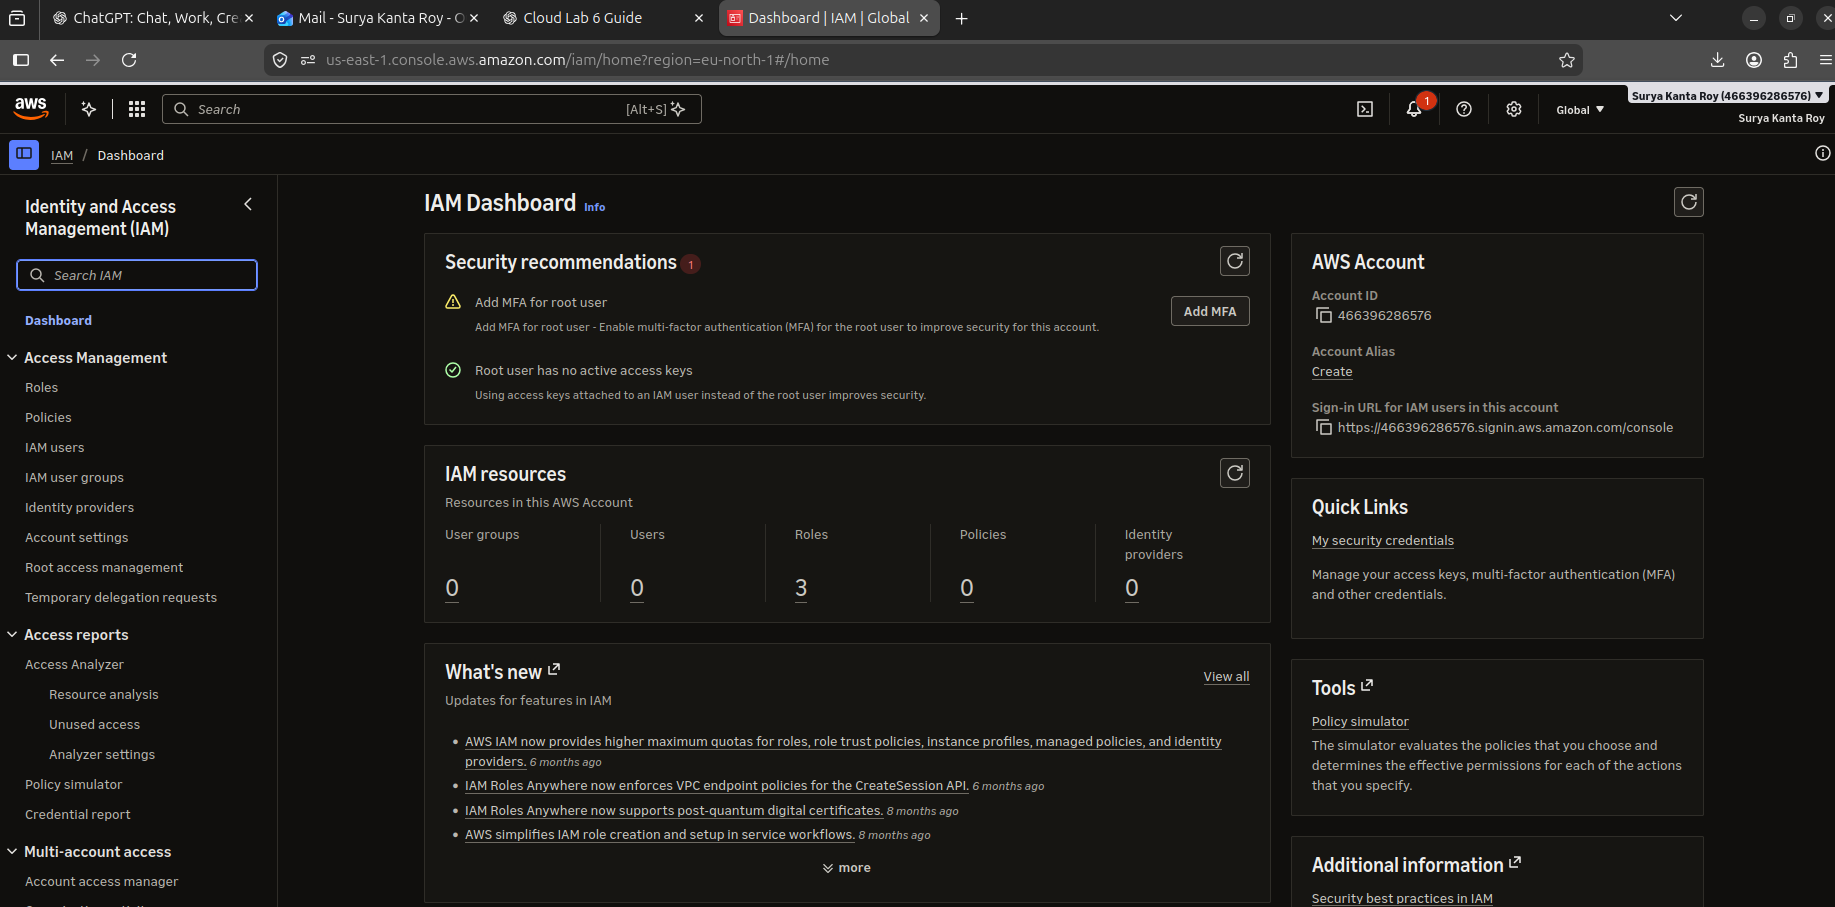 ChatGPT: Chat, Work, Cre
Mail - Surya Kanta Roy - O
Cloud Lab 6 Guide
Dashboard | IAM | Global
us-east-1.console.aws.amazon.com/iam/home?region=eu-north-1#/home
aws
Search
[Alt+S]
1
Global
Surya Kanta Roy (466396286576)
Surya Kanta Roy
IAM / Dashboard
Identity and Access
Management (IAM)
Search IAM
Dashboard
Access Management
Roles
Policies
IAM users
IAM user groups
Identity providers
Account settings
Root access management
Temporary delegation requests
Access reports
Access Analyzer
Resource analysis
Unused access
Analyzer settings
Policy simulator
Credential report
Multi-account access
Account access manager
IAM Dashboard Info
Security recommendations 1
Add MFA for root user
Add MFA for root user - Enable multi-factor authentication (MFA) for the root user to improve security for this account.
Add MFA
Root user has no active access keys
Using access keys attached to an IAM user instead of the root user improves security.
IAM resources
Resources in this AWS Account
User groups
0
Users
0
Roles
3
Policies
0
Identity
providers
0
What's new
View all
Updates for features in IAM
AWS IAM now provides higher maximum quotas for roles, role trust policies, instance profiles, managed policies, and identity
providers. 6 months ago
IAM Roles Anywhere now enforces VPC endpoint policies for the CreateSession API. 6 months ago
IAM Roles Anywhere now supports post-quantum digital certificates. 8 months ago
AWS simplifies IAM role creation and setup in service workflows. 8 months ago
more
AWS Account
Account ID
466396286576
Account Alias
Create
Sign-in URL for IAM users in this account
https://466396286576.signin.aws.amazon.com/console
Quick Links
My security credentials
Manage your access keys, multi-factor authentication (MFA)
and other credentials.
Tools
Policy simulator
The simulator evaluates the policies that you choose and
determines the effective permissions for each of the actions
that you specify.
Additional information
Security best practices in IAM